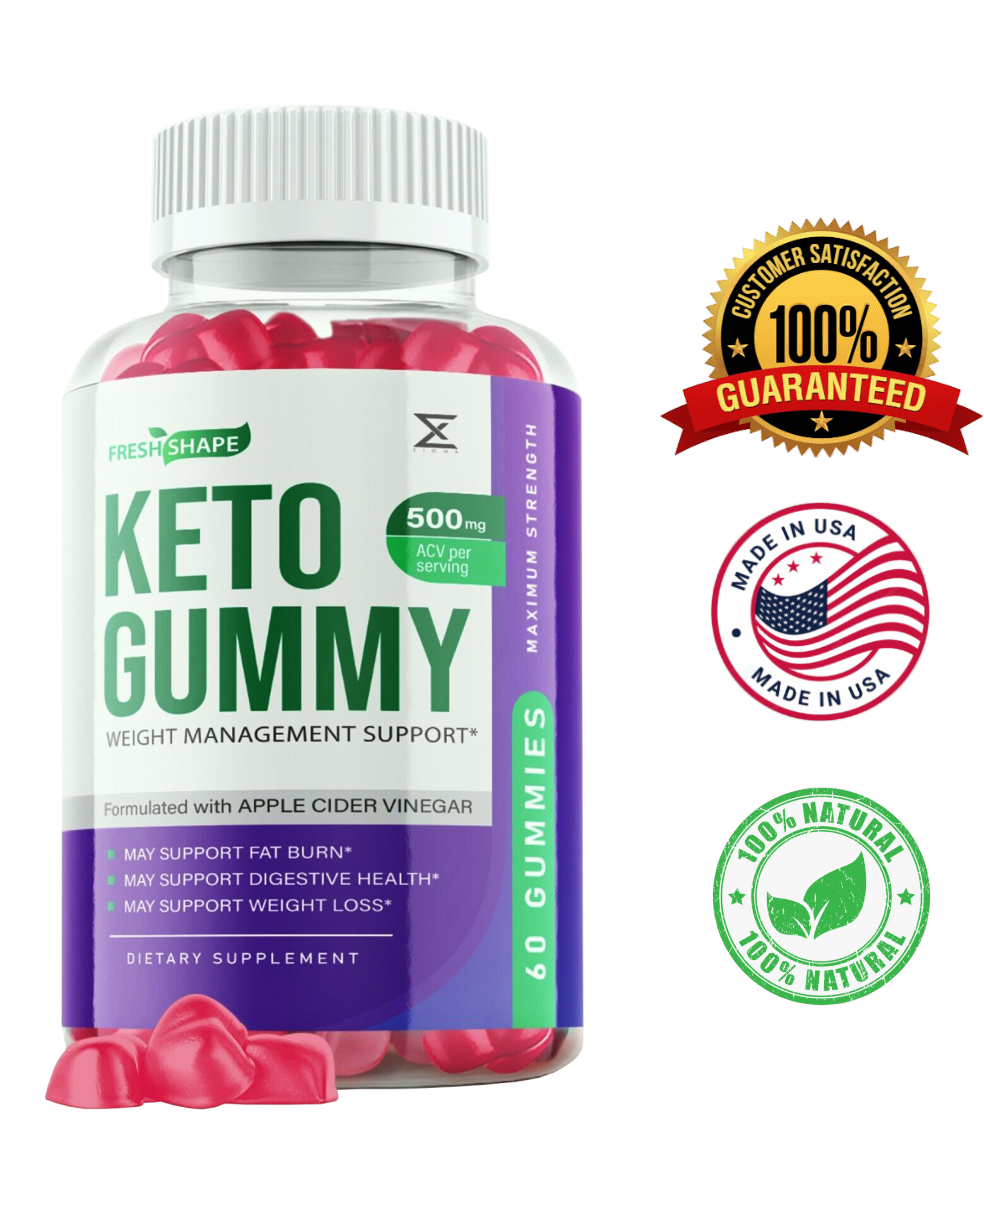 FRESH SHAPE
SIGMA
KETO
GUMMY
500mg
ACV per
serving
WEIGHT MANAGEMENT SUPPORT*
Formulated with APPLE CIDER VINEGAR
MAY SUPPORT FAT BURN*
MAY SUPPORT DIGESTIVE HEALTH*
MAY SUPPORT WEIGHT LOSS*
DIETARY SUPPLEMENT
MAXIMUM STRENGTH
60 GUMMIES
CUSTOMER SATISFACTION
100%
GUARANTEED
MADE IN USA
MADE IN USA
100% NATURAL
100% NATURAL